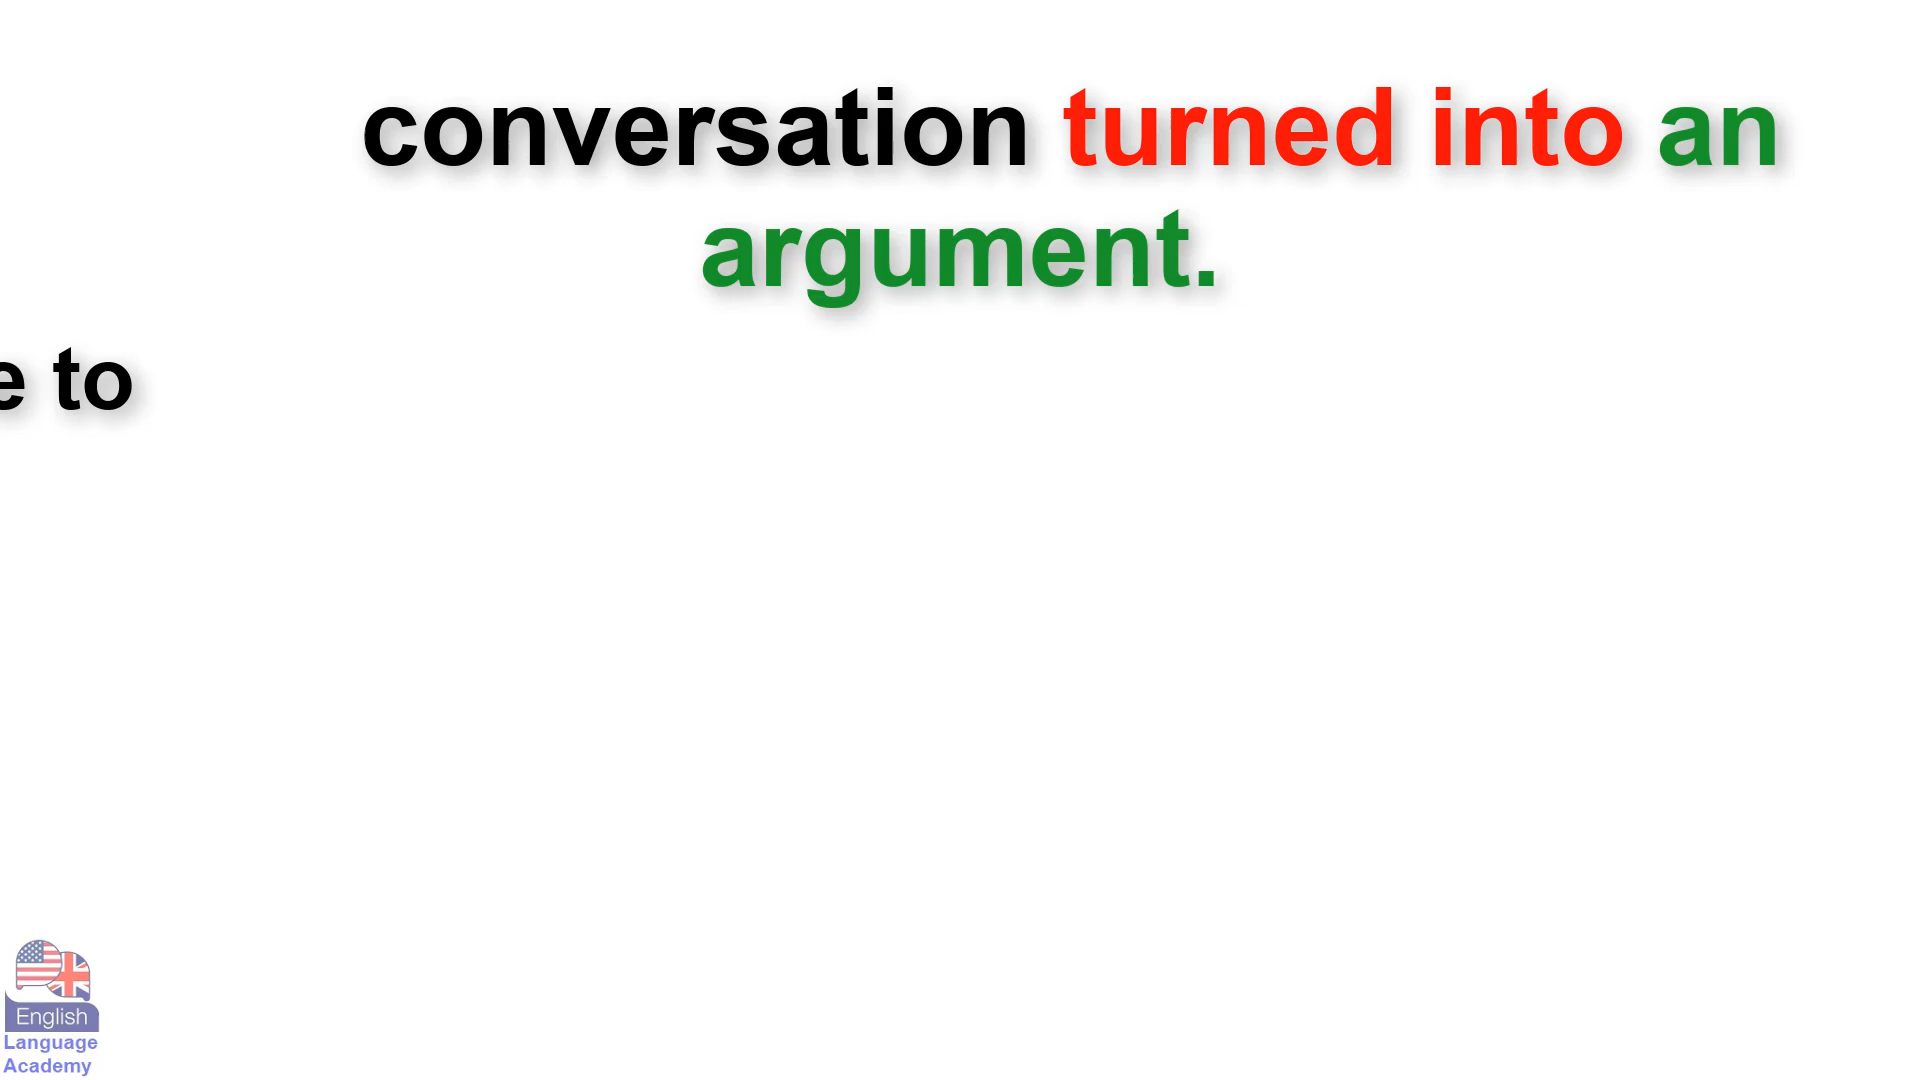 conversation turned into an
argument.
e to
English
Language
Academy